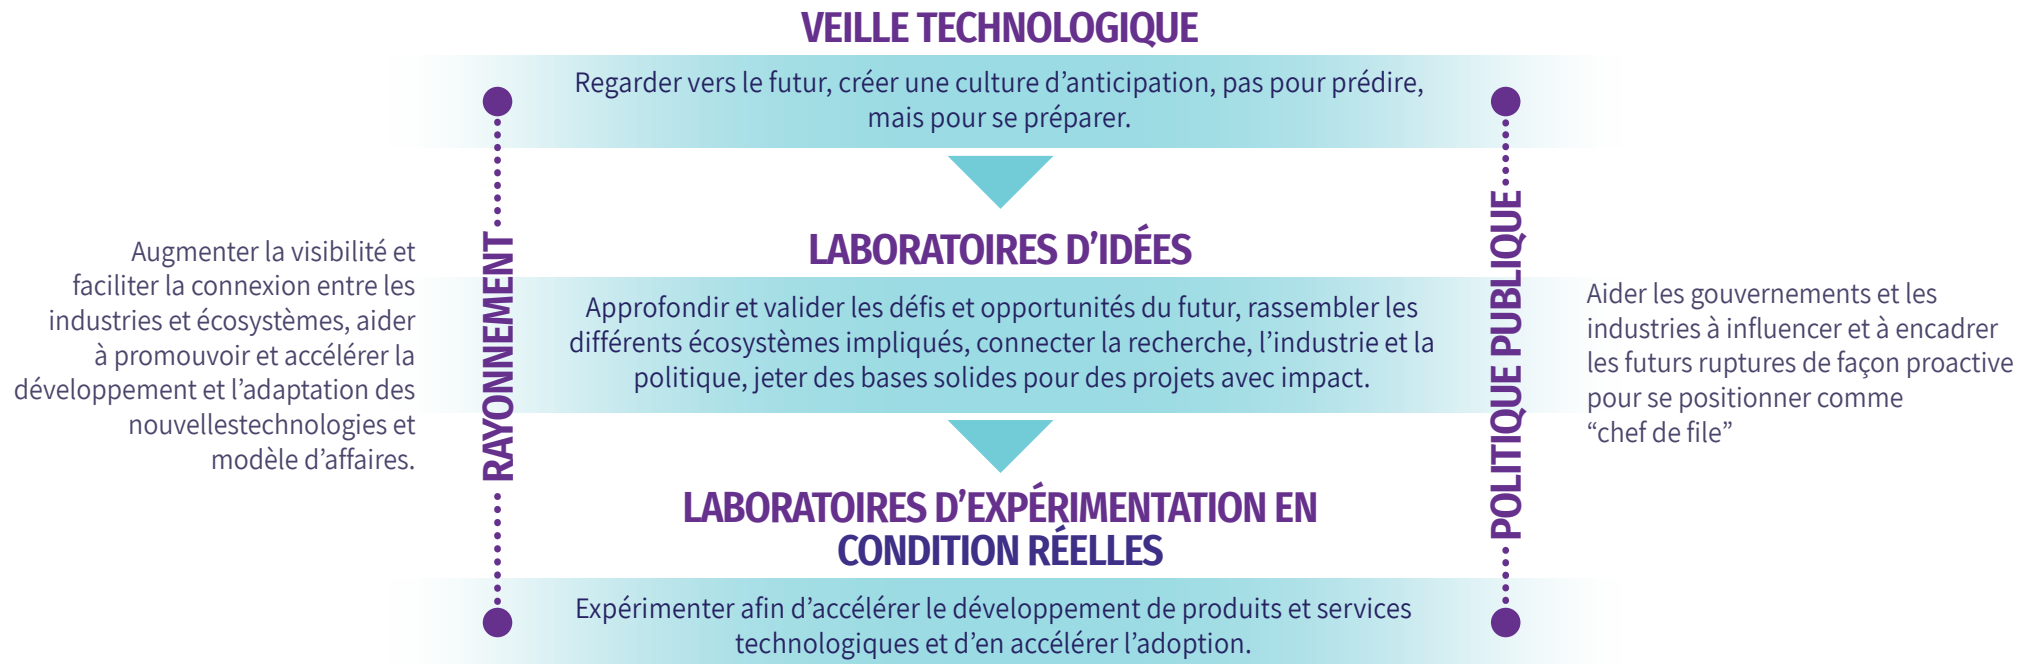 VEILLE TECHNOLOGIQUE
Regarder vers le futur, créer une culture d’anticipation, pas pour prédire,
mais pour se préparer.
Augmenter la visibilité et
faciliter la connexion entre les
industries et écosystèmes, aider
à promouvoir et accélérer la
développement et l’adaptation des
nouvellestechnologies et
modèle d’affaires.
RAYONNEMENT
LABORATOIRES D’IDÉES
Approfondir et valider les défis et opportunités du futur, rassembler les
différents écosystèmes impliqués, connecter la recherche, l’industrie et la
politique, jeter des bases solides pour des projets avec impact.
LABORATOIRES D’EXPÉRIMENTATION EN
CONDITION RÉELLES
Expérimenter afin d’accélérer le développement de produits et services
technologiques et d’en accélérer l’adoption.
POLITIQUE PUBLIQUE
Aider les gouvernements et les
industries à influencer et à encadrer
les futurs ruptures de façon proactive
pour se positionner comme
“chef de file”